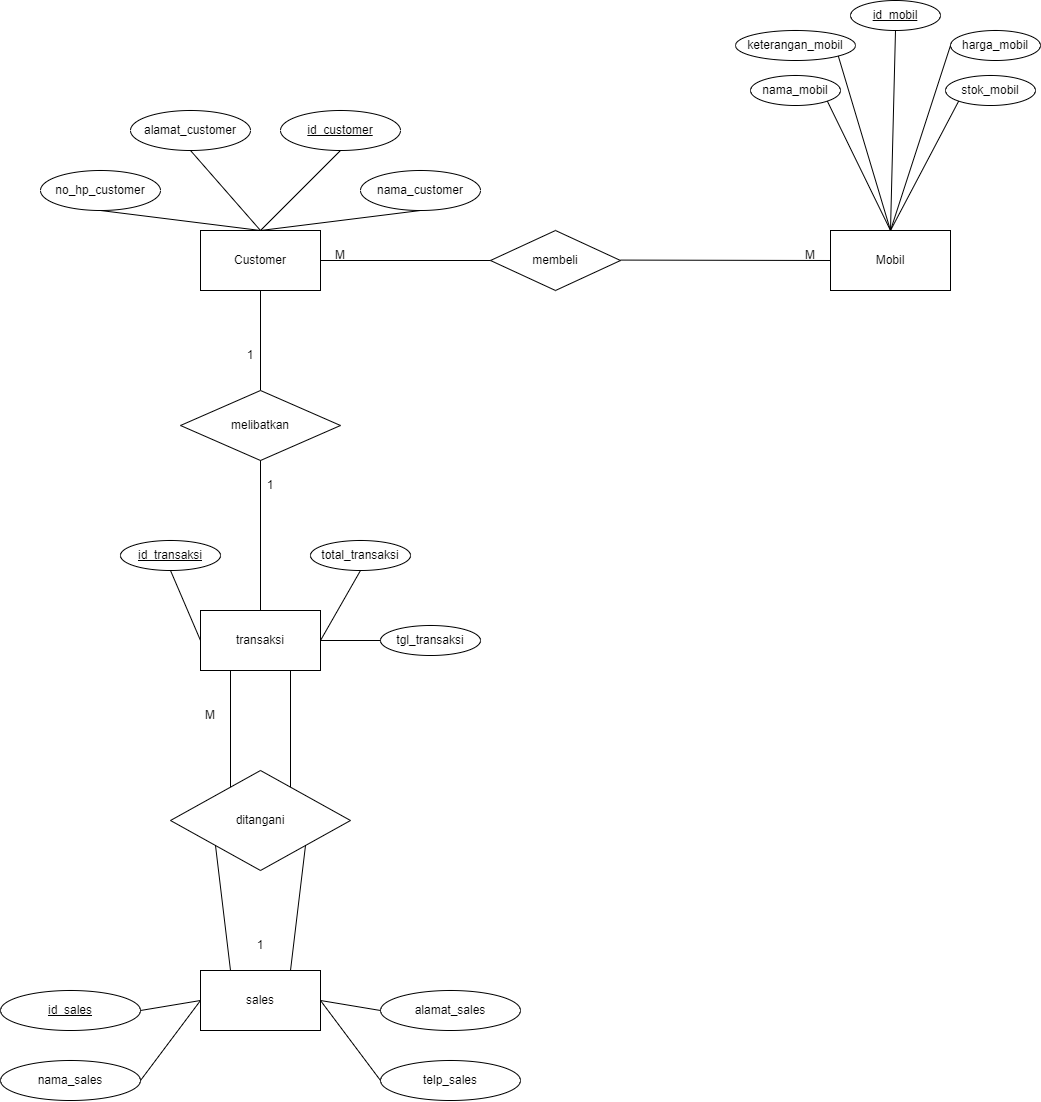 id_mobil
keterangan_mobil
harga_mobil
nama_mobil
stok_mobil
alamat_customer
id_customer
no_hp_customer
nama_customer
Customer
M
membeli
M
Mobil
1
melibatkan
1
id_transaksi
total_transaksi
transaksi
tgl_transaksi
M
ditangani
1
sales
id_sales
alamat_sales
nama_sales
telp_sales